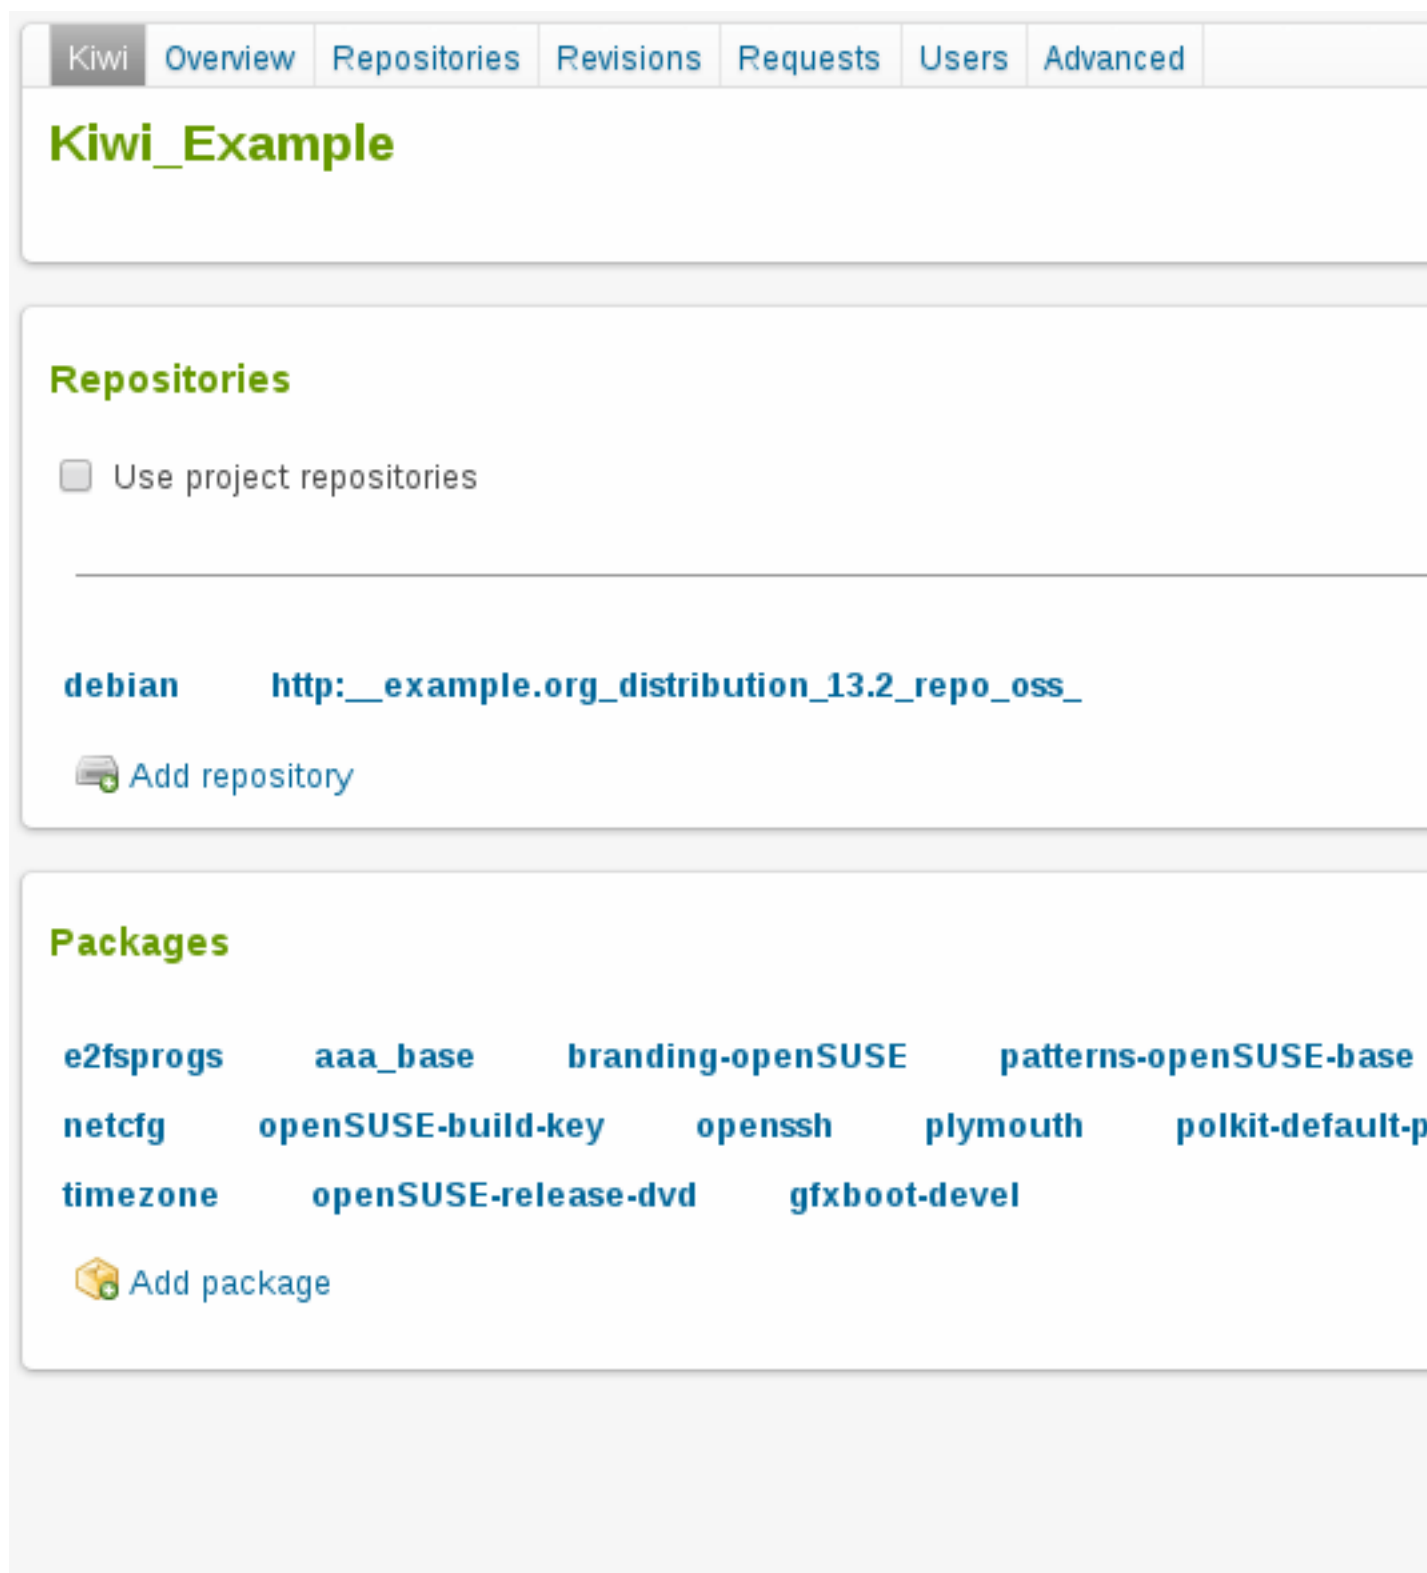 Kiwi Overview Repositories Revisions Requests Users Advanced
Kiwi_Example
Repositories
Use project repositories
debian http:__example.org_distribution_13.2_repo_oss_
Add repository
Packages
e2fsprogs aaa_base branding-openSUSE patterns-openSUSE-base
netcfg openSUSE-build-key openssh plymouth polkit-default-p
timezone openSUSE-release-dvd gfxboot-devel
Add package